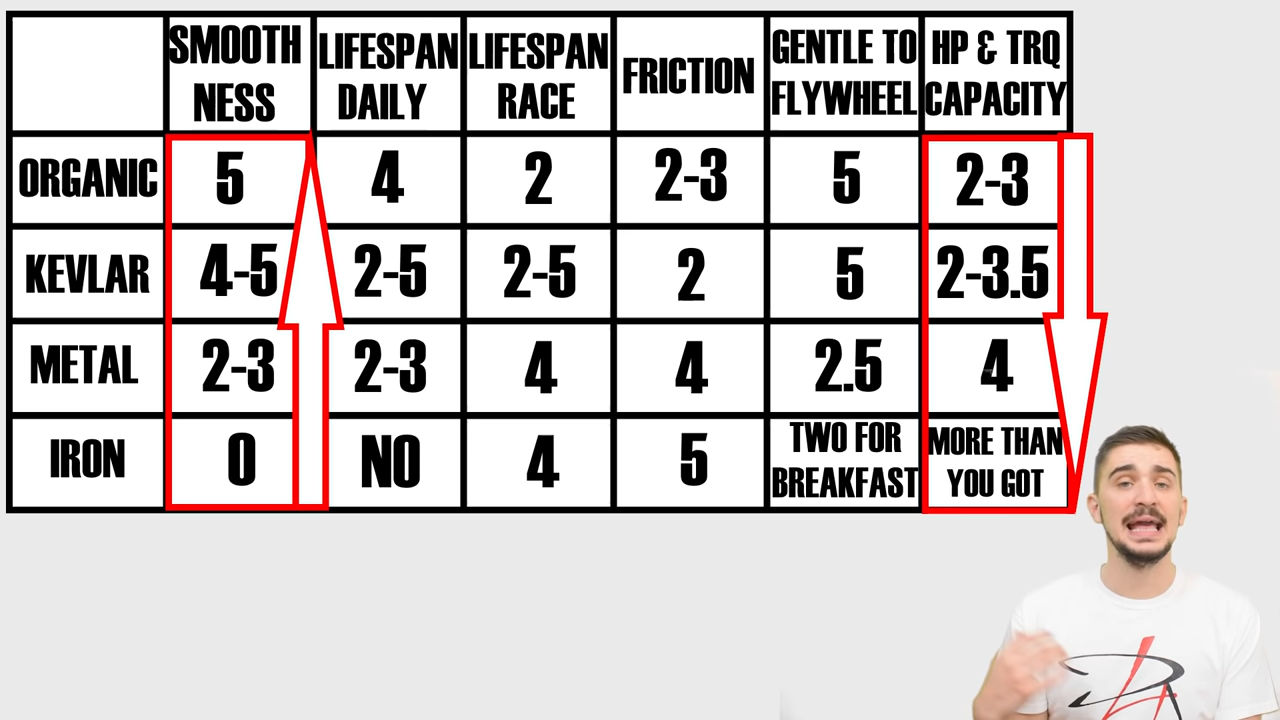 SMOOTH
NESS
LIFESPAN
DAILY
LIFESPAN
RACE
FRICTION
GENTLE TO
FLYWHEEL
HP & TRQ
CAPACITY
ORGANIC
5
4
2
2-3
5
2-3
KEVLAR
4-5
2-5
2-5
2
5
2-3.5
METAL
2-3
2-3
4
4
2.5
4
IRON
0
NO
4
5
TWO FOR
BREAKFAST
MORE THAN
YOU GOT